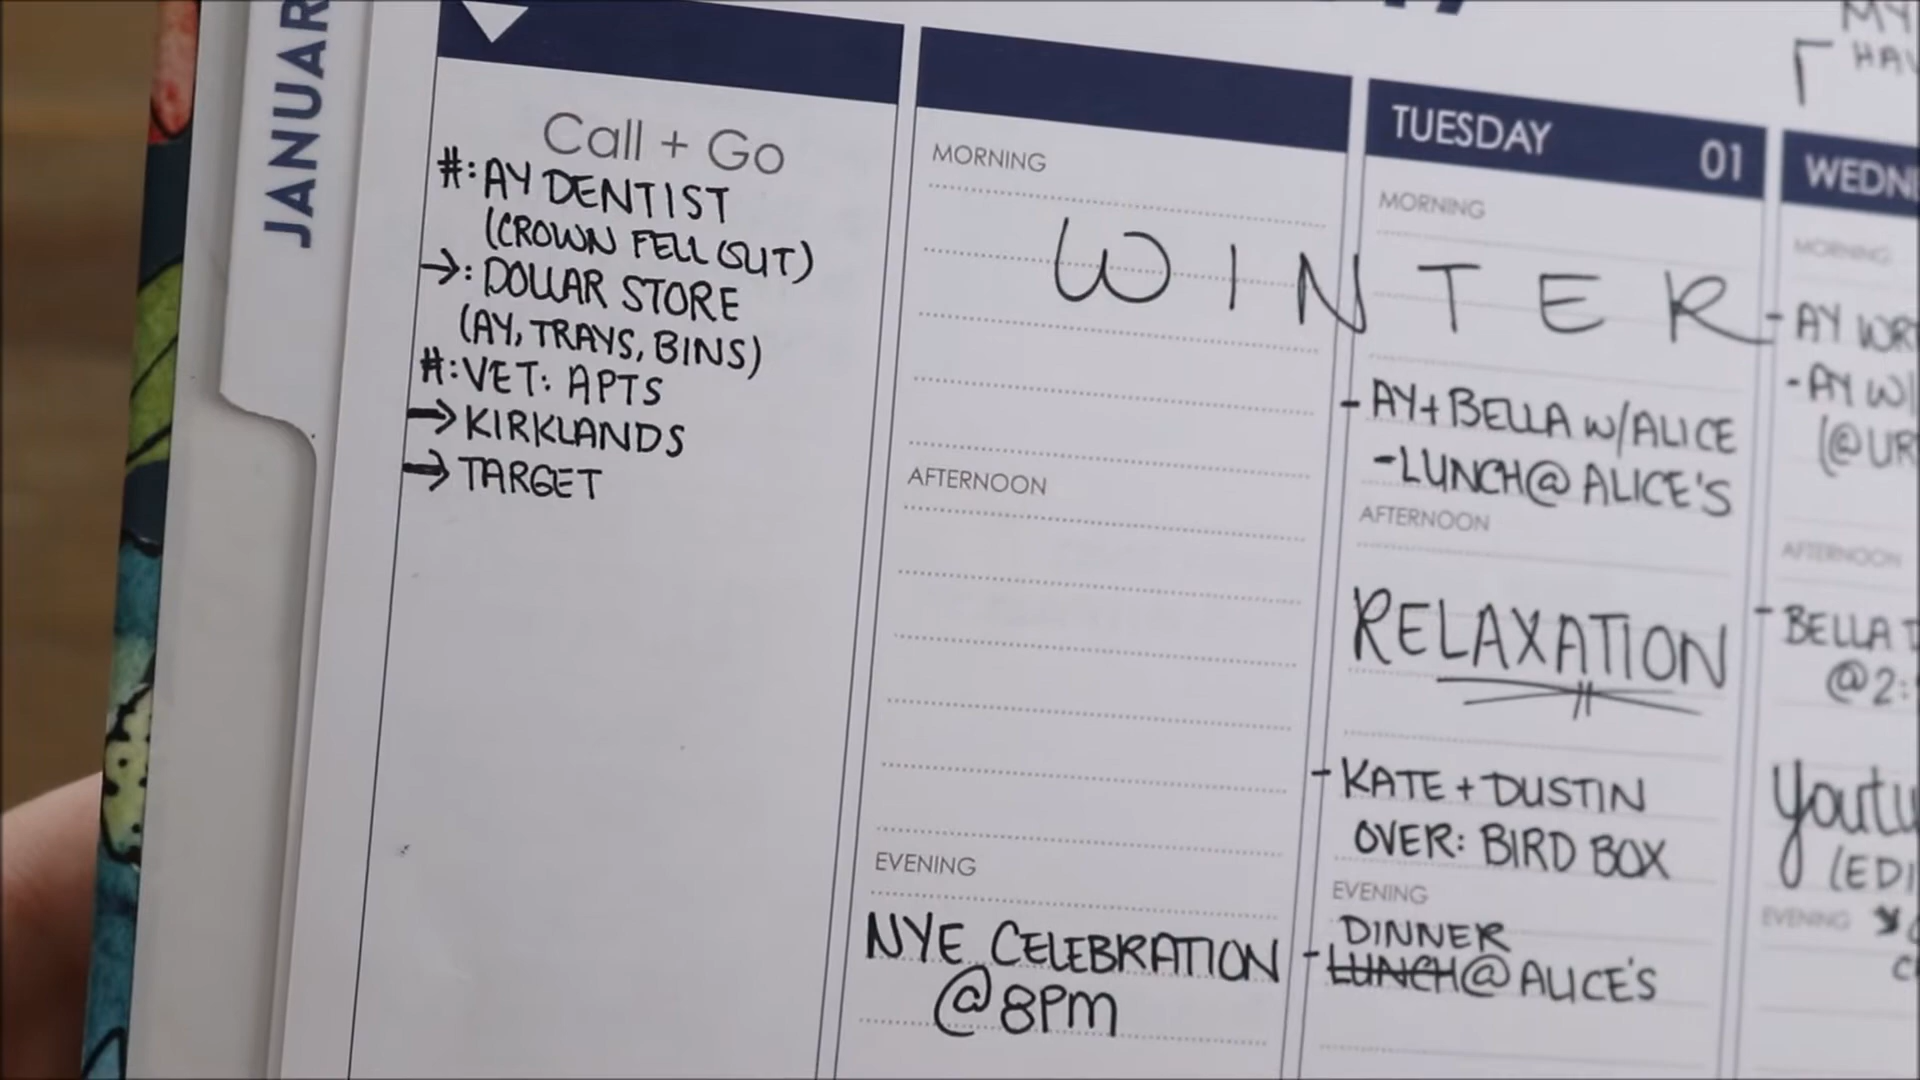 JANUAR
Call + Go
#: AY DENTIST
(CROWN FELL OUT)
→: DOLLAR STORE
(AY, TRAYS, BINS)
#: VET: APTS
→ KIRKLANDS
→ TARGET
MORNING
WINTER
AFTERNOON
EVENING
NYE CELEBRATION
@ 8PM
TUESDAY 01
MORNING
- AY + BELLA W/ALICE
- LUNCH @ ALICE'S
AFTERNOON
RELAXATION
- KATE + DUSTIN
OVER: BIRD BOX
EVENING
DINNER
- LUNCH @ ALICE'S
MY
HAV
WEDN
MORNING
- AY WOR
- AY W/
(@UR
AFTERNOON
- BELLA
@ 2:
Youtu
(EDI
EVENING